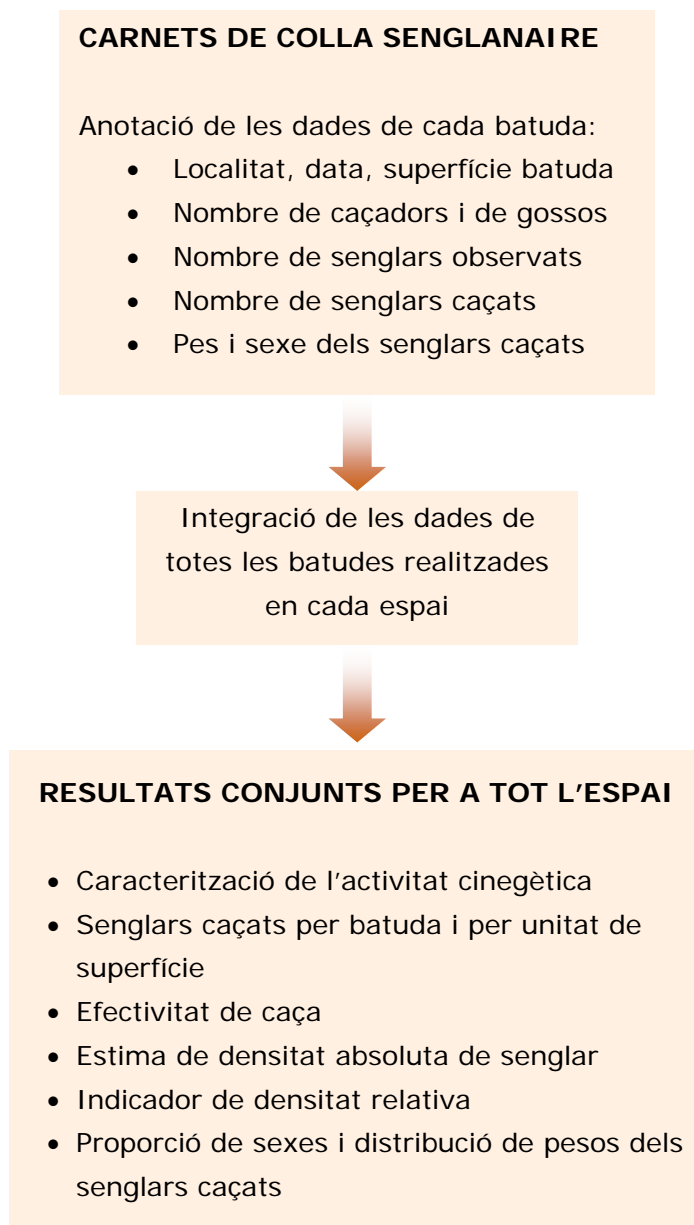 CARNETS DE COLLA SENGLANAIRE
Anotació de les dades de cada batuda:
• Localitat, data, superfície batuda
• Nombre de caçadors i de gossos
• Nombre de senglars observats
• Nombre de senglars caçats
• Pes i sexe dels senglars caçats
Integració de les dades de
totes les batudes realitzades
en cada espai
RESULTATS CONJUNTS PER A TOT L’ESPAI
• Caracterització de l’activitat cinegètica
• Senglars caçats per batuda i per unitat de
superfície
• Efectivitat de caça
• Estima de densitat absoluta de senglar
• Indicador de densitat relativa
• Proporció de sexes i distribució de pesos dels
senglars caçats